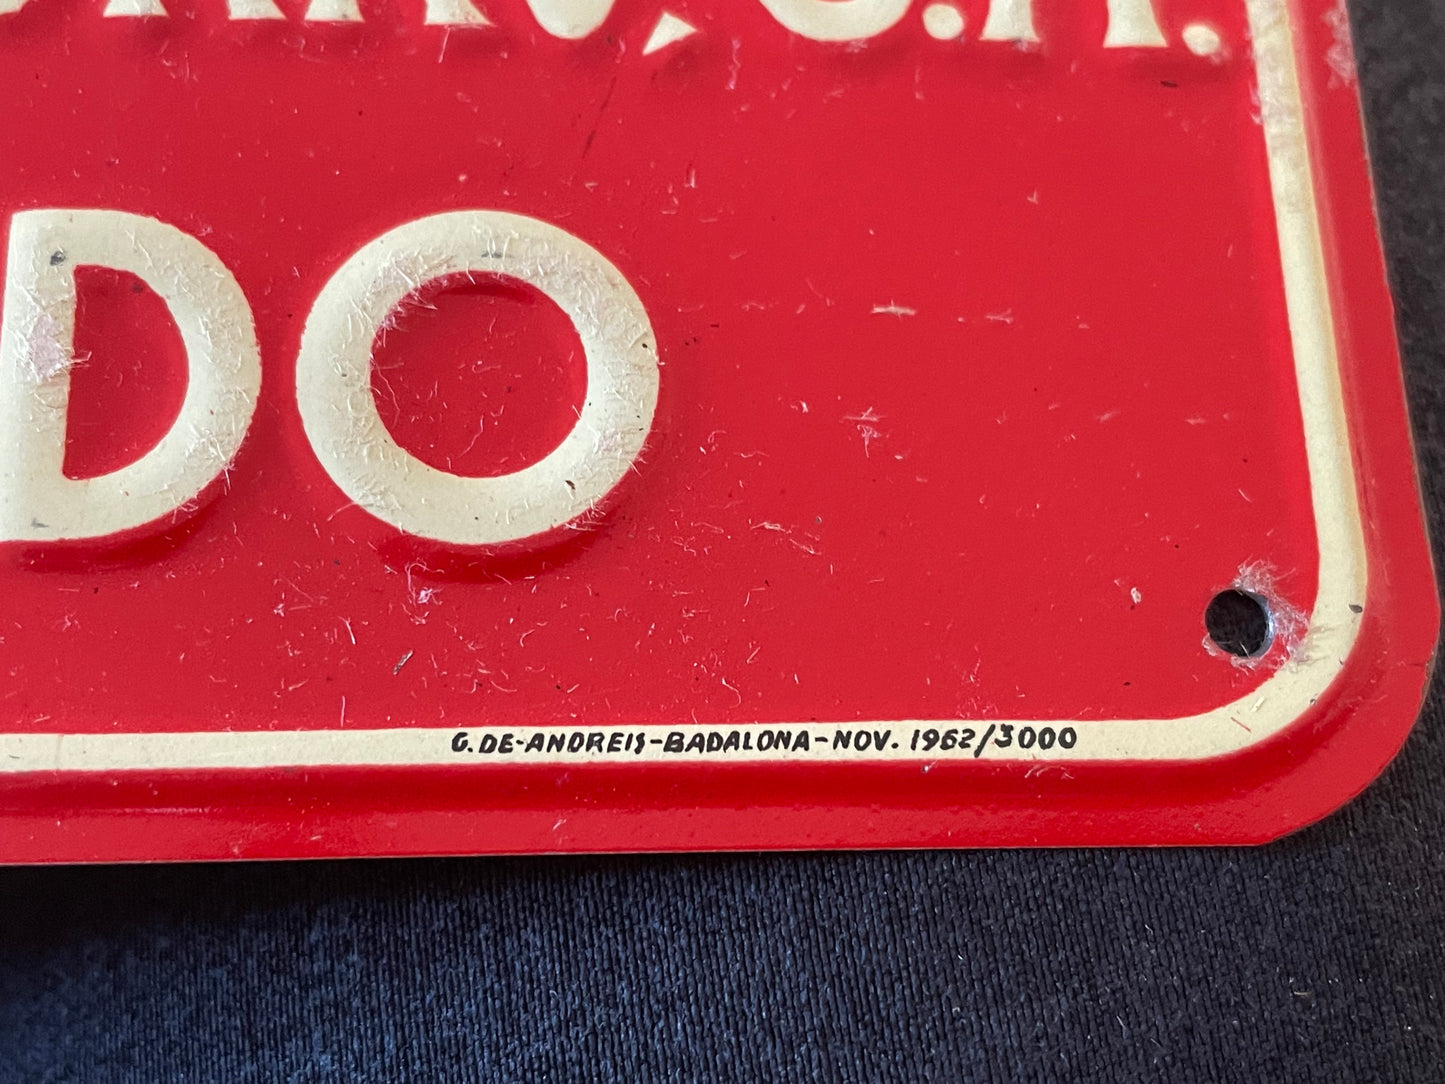 S.A.
DO
G. DE-ANDREIS-BADALONA-NOV. 1962/3000